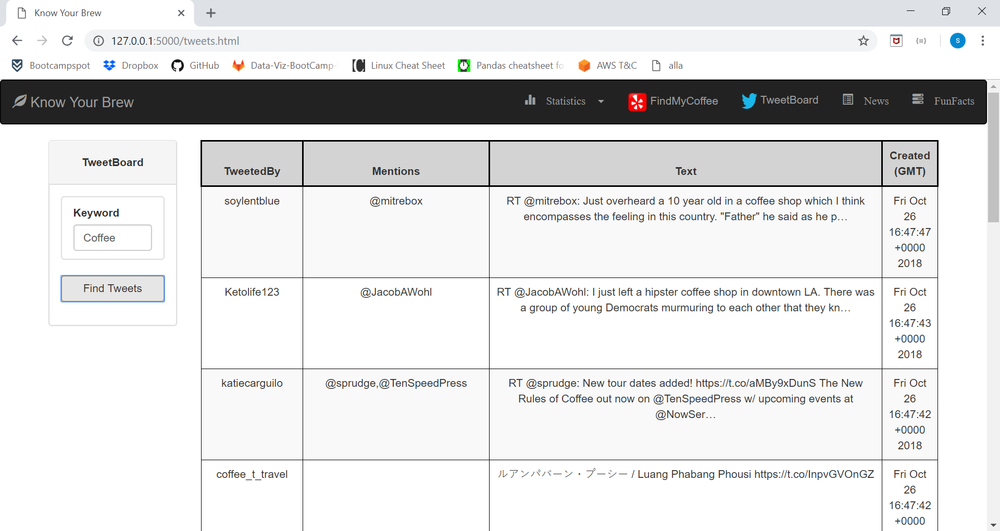 Know Your Brew
127.0.0.1:5000/tweets.html
S
Bootcampspot
Dropbox
GitHub
Data-Viz-BootCamp-
Linux Cheat Sheet
Pandas cheatsheet fo
AWS T&C
alla
Know Your Brew
Statistics
FindMyCoffee
TweetBoard
News
FunFacts
TweetBoard
Keyword
Coffee
Find Tweets
TweetedBy
Mentions
Text
Created
(GMT)
soylentblue
@mitrebox
RT @mitrebox: Just overheard a 10 year old in a coffee shop which I think
encompasses the feeling in this country. "Father" he said as he p…
Fri Oct
26
16:47:47
+0000
2018
Ketolife123
@JacobAWohl
RT @JacobAWohl: I just left a hipster coffee shop in downtown LA. There was
a group of young Democrats murmuring to each other that they kn…
Fri Oct
26
16:47:43
+0000
2018
katiecarguilo
@sprudge,@TenSpeedPress
RT @sprudge: New tour dates added! https://t.co/aMBy9xDunS The New
Rules of Coffee out now on @TenSpeedPress w/ upcoming events at
@NowSer…
Fri Oct
26
16:47:42
+0000
2018
coffee_t_travel
ルアンパバーン・プーシー / Luang Phabang Phousi https://t.co/InpvGVOnGZ
Fri Oct
26
16:47:42
+0000